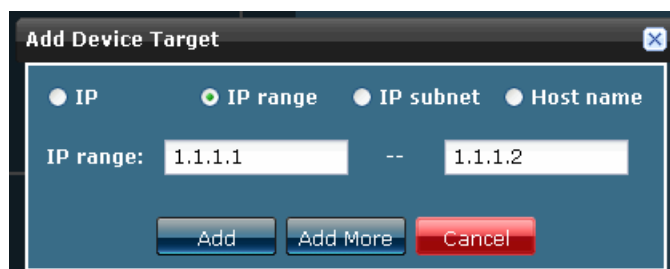 Add Device Target
IP IP range IP subnet Host name
IP range: 1.1.1.1 -- 1.1.1.2
Add Add More Cancel